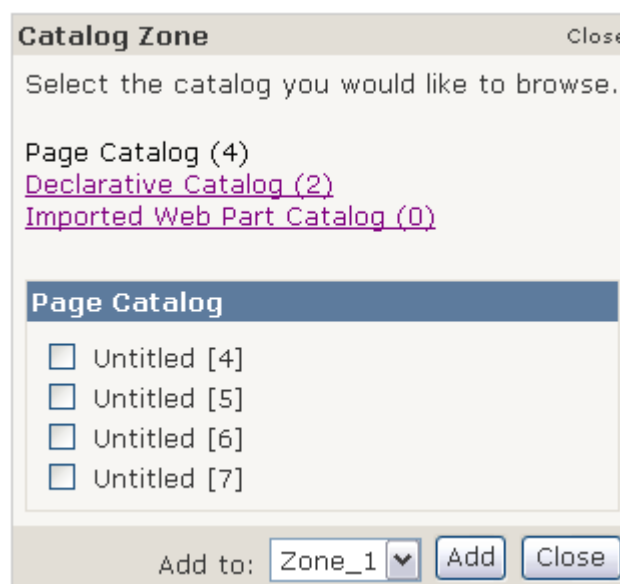 Catalog Zone Close
Select the catalog you would like to browse.
Page Catalog (4)
Declarative Catalog (2)
Imported Web Part Catalog (0)
Page Catalog
Untitled [4]
Untitled [5]
Untitled [6]
Untitled [7]
Add to: Zone_1 Add Close